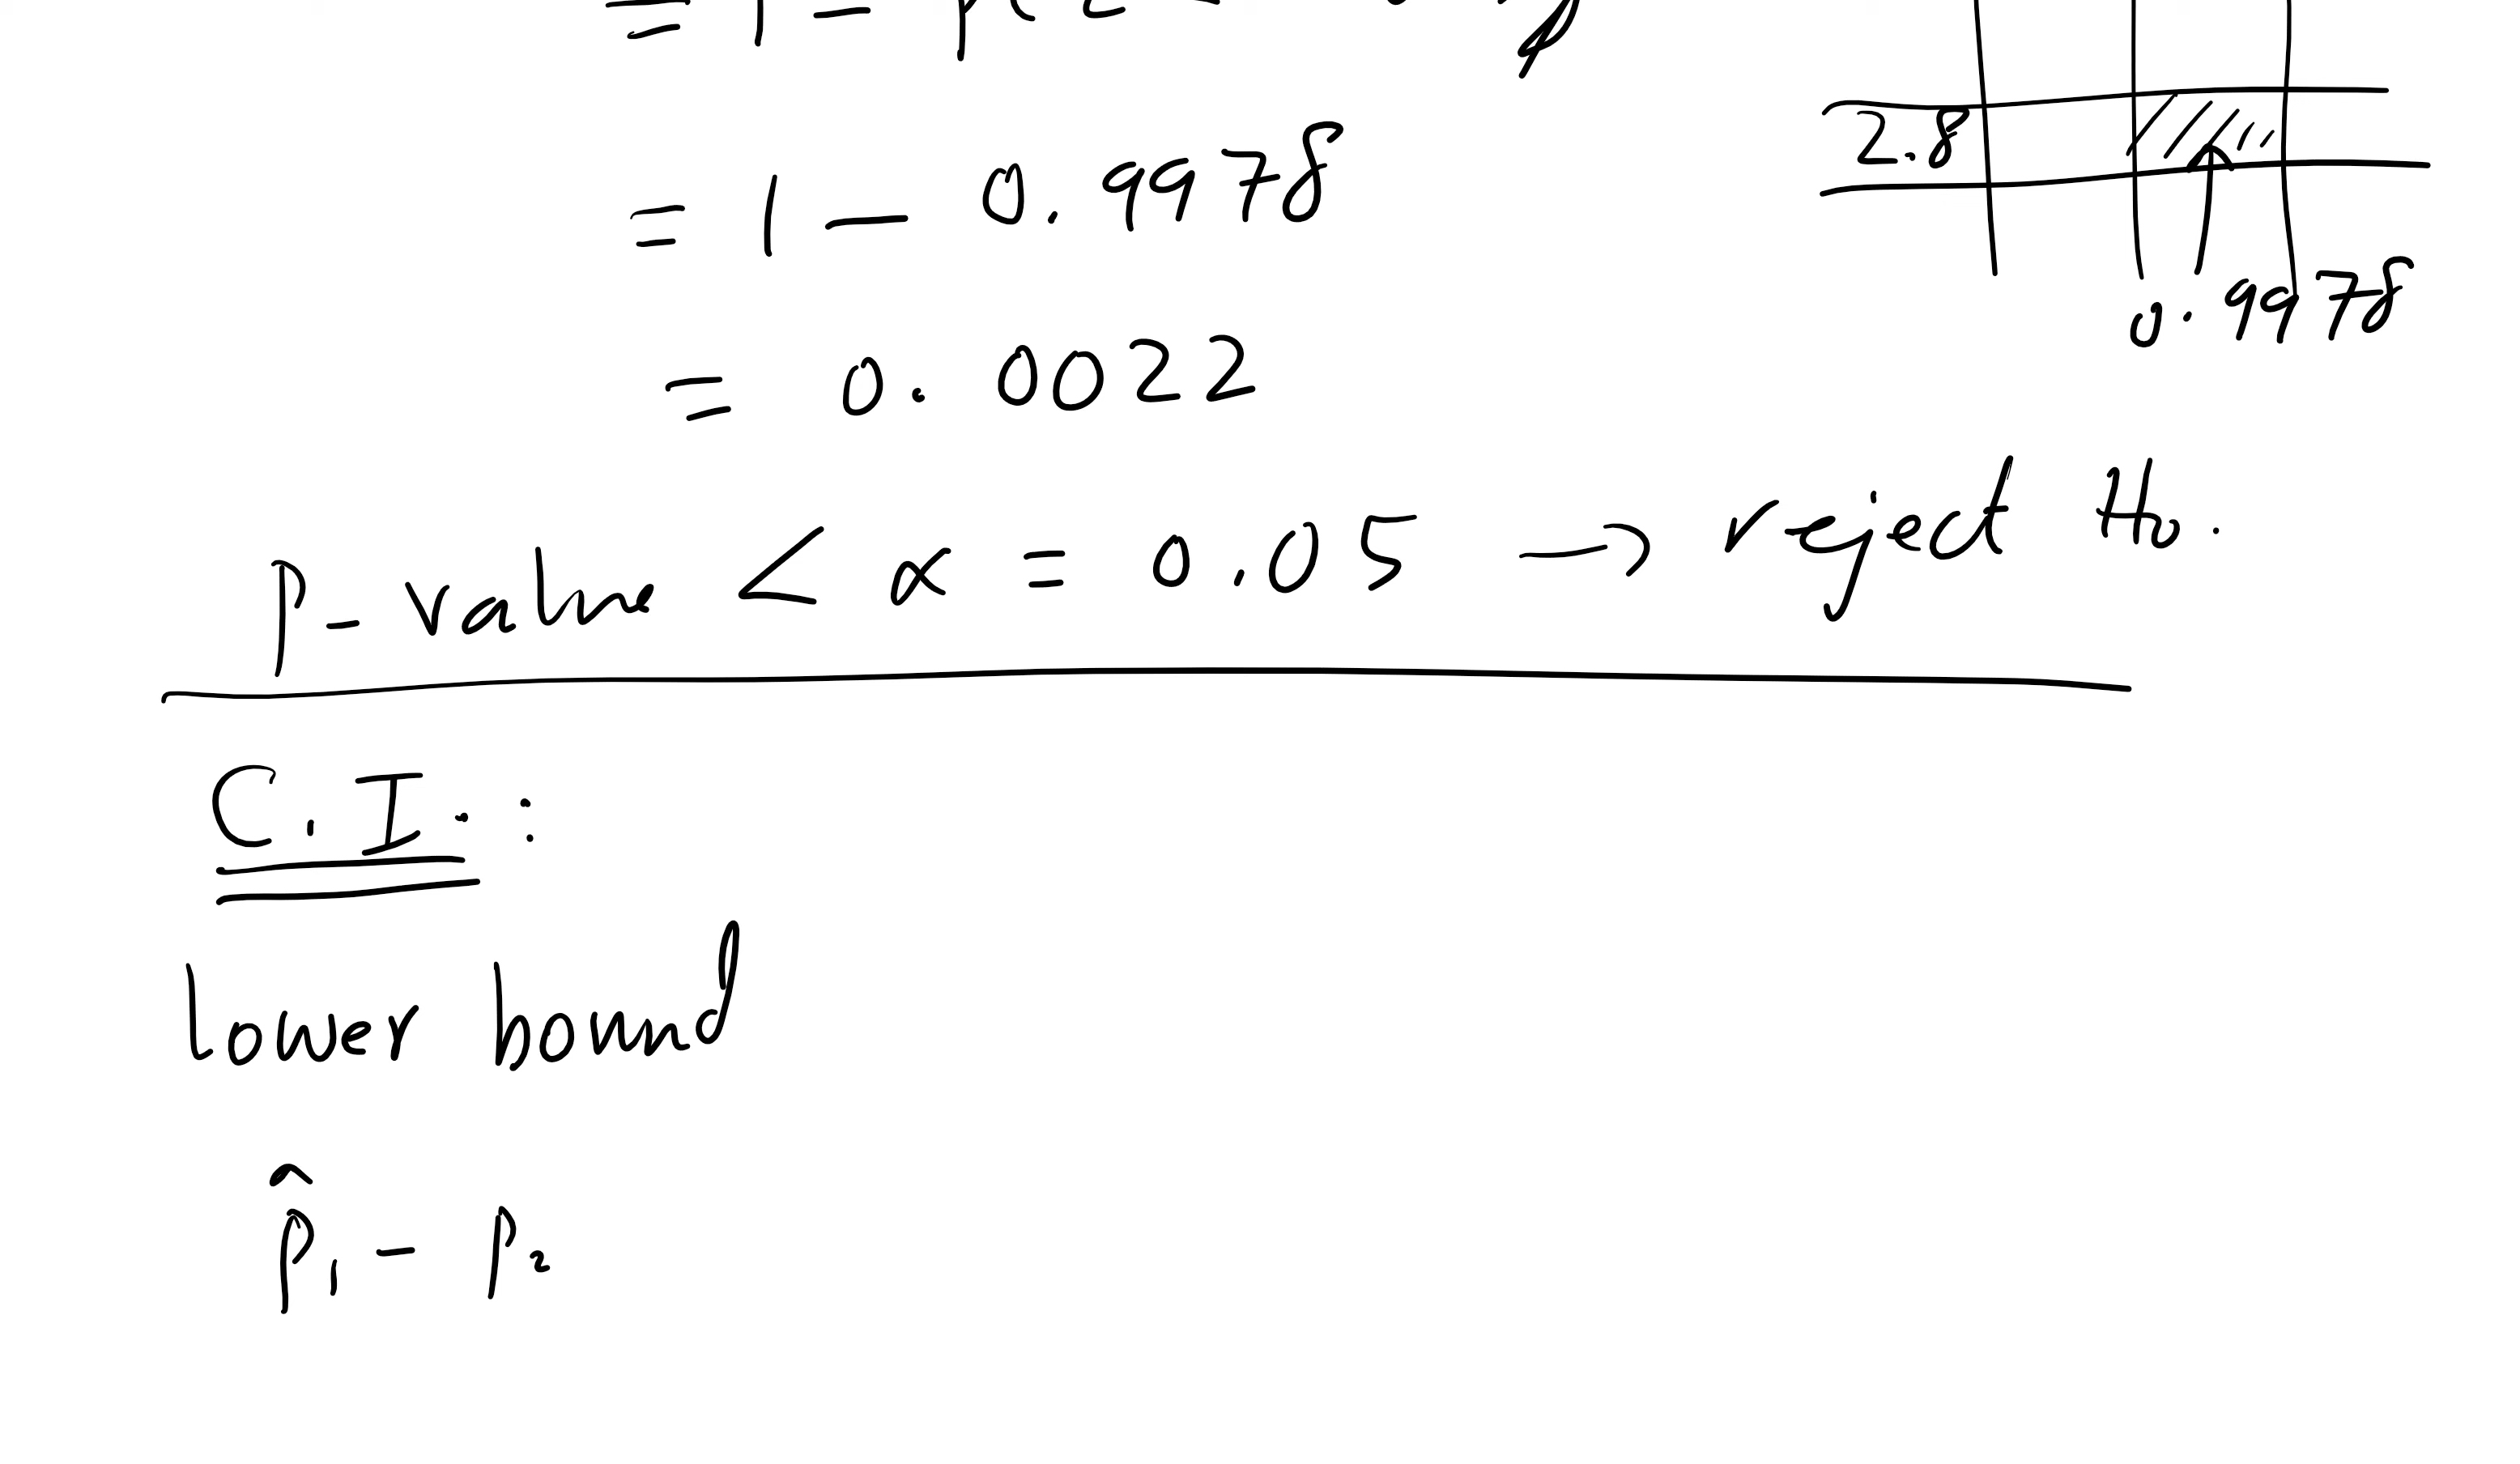 = 1 - 0.9978
2.8
0.9978
= 0.0022
p-value < α = 0.05 → reject H₀.
C.I. :
lower bound
p̂₁ - p₂